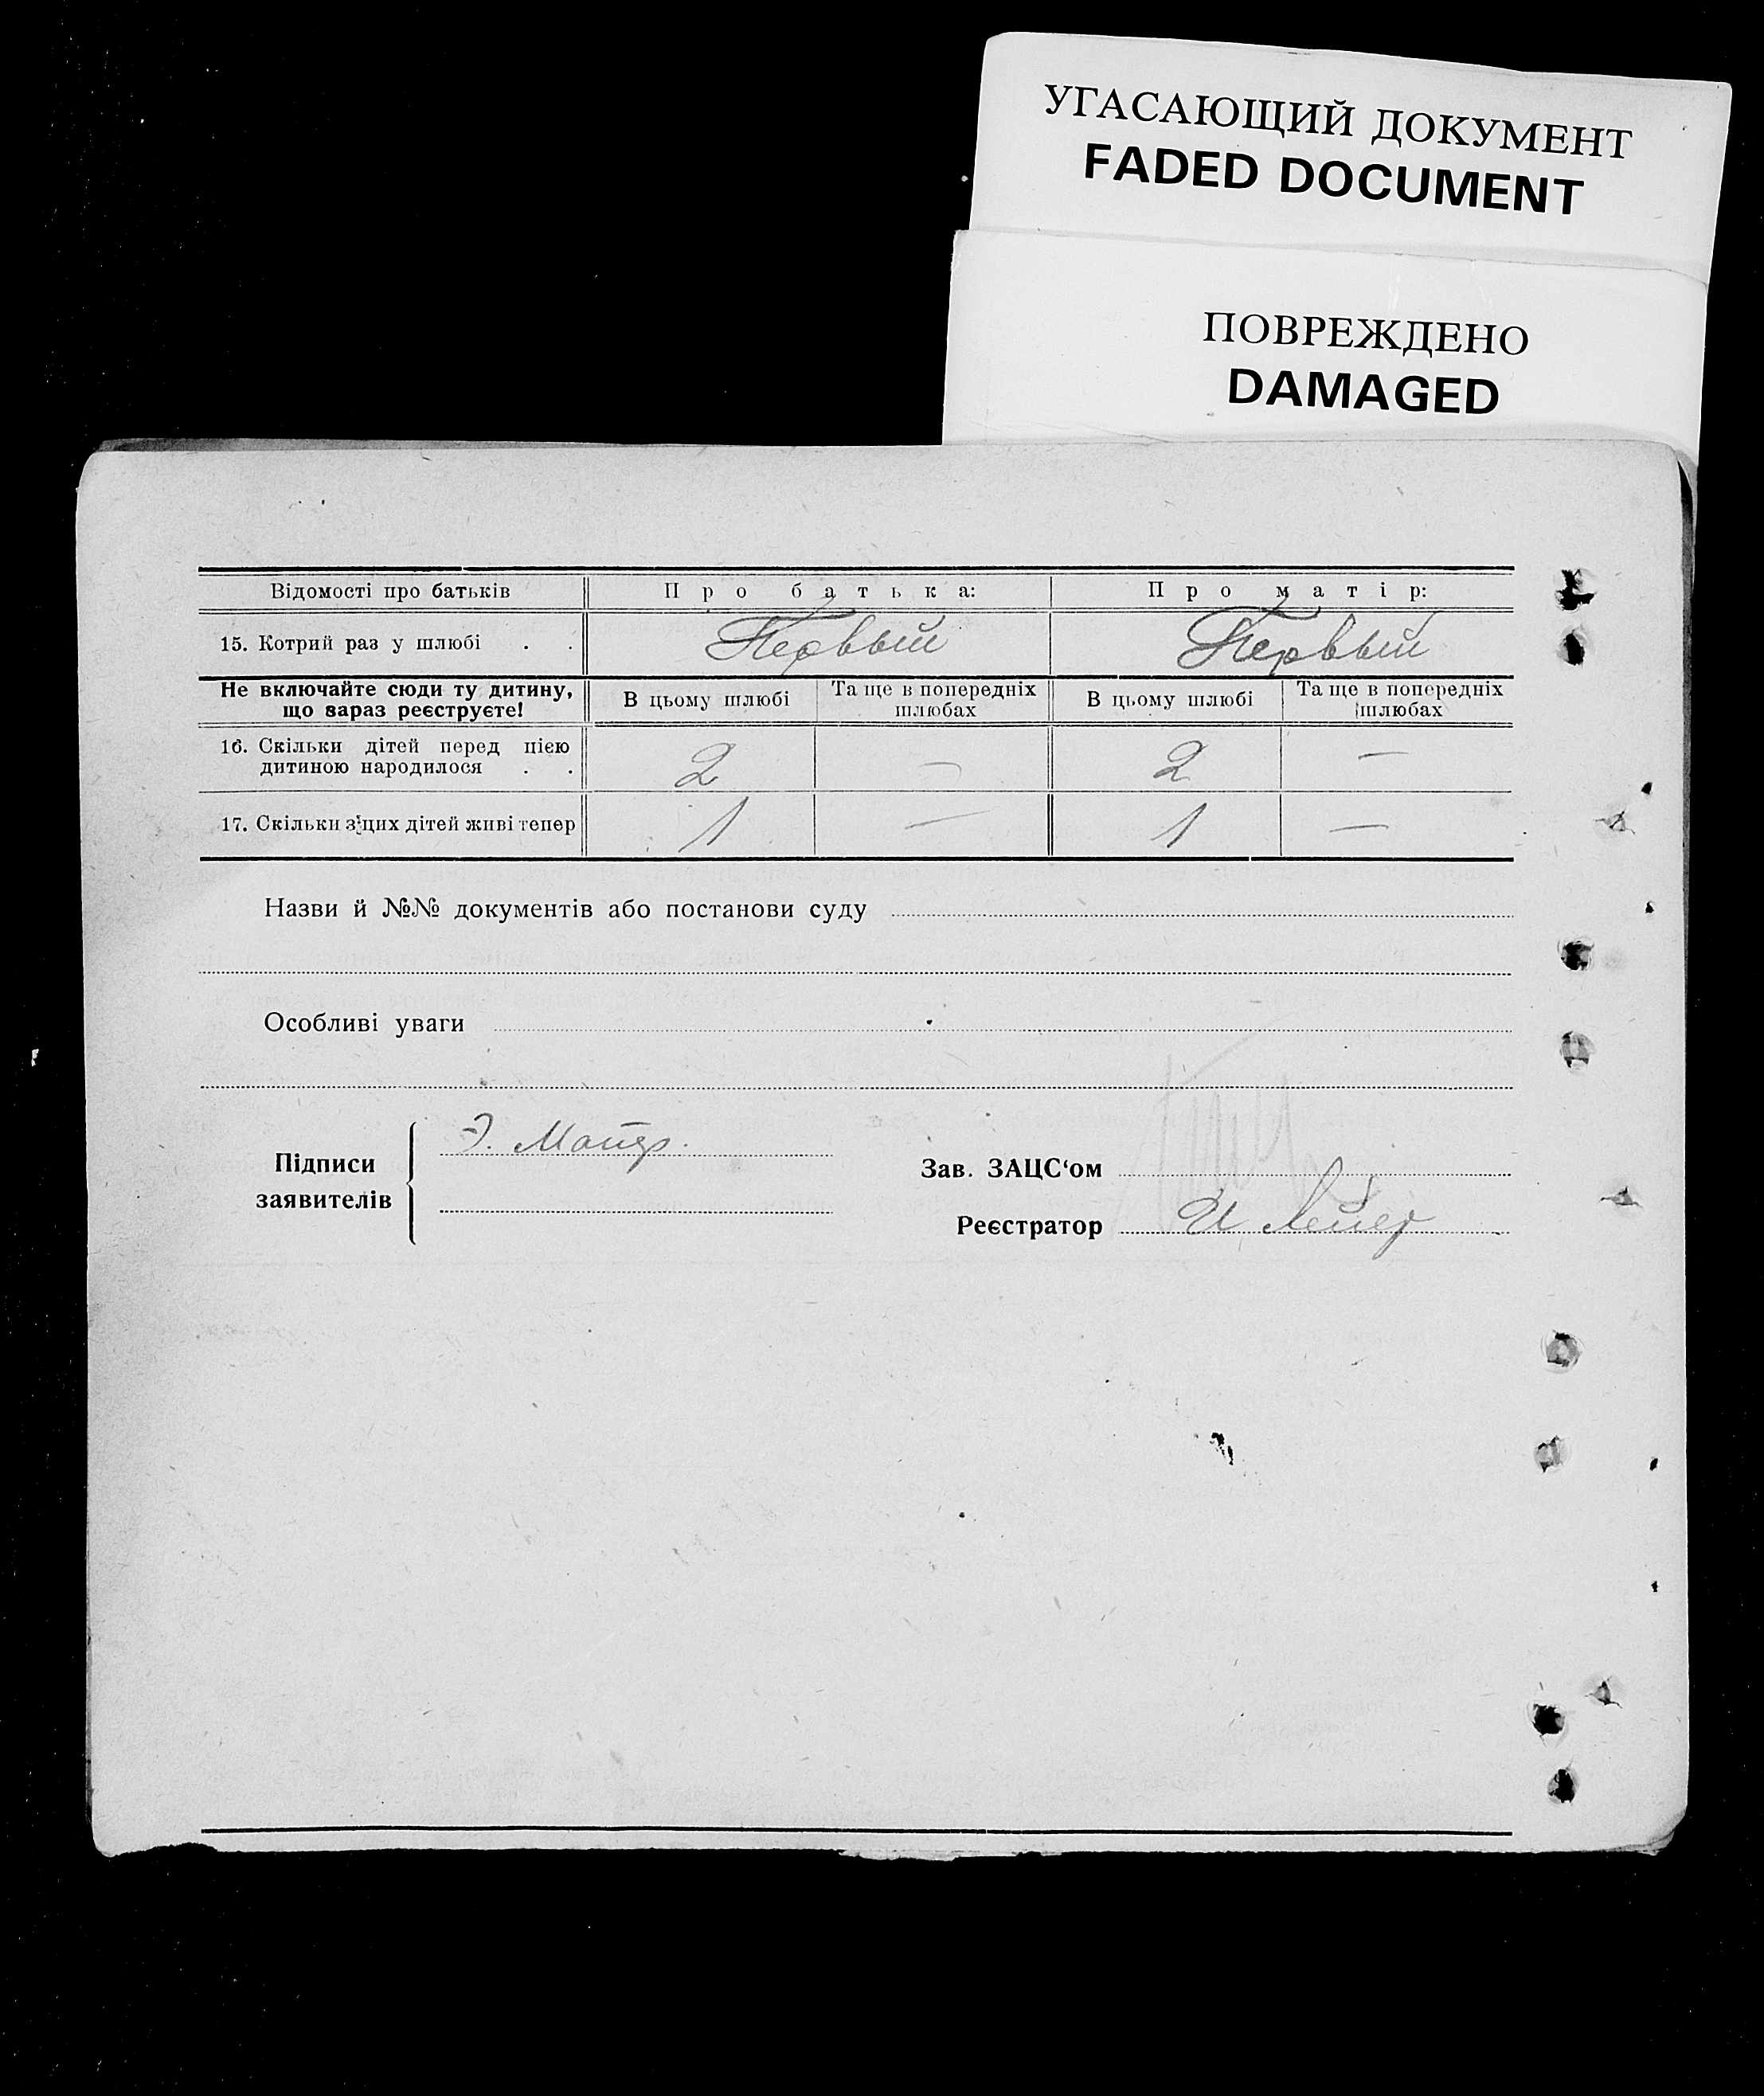 УГАСАЮЩИЙ ДОКУМЕНТ
FADED DOCUMENT
ПОВРЕЖДЕНО
DAMAGED
Відомості про батьків Про батька: Про матір:
15. Котрий раз у шлюбі . . Первый Первый
Не включайте сюди ту дитину, що зараз реєструєте! В цьому шлюбі Та ще в попередніх шлюбах В цьому шлюбі Та ще в попередніх шлюбах
16. Скільки дітей перед цією
дитиною народилося . . 2 — 2 —
17. Скільки з цих дітей живі тепер 1 — 1 —
Назви й №№ документів або постанови суду
Особливі уваги
Підписи заявителів
Э. Майер.
Зав. ЗАЦС‘ом
Реєстратор И Лейер